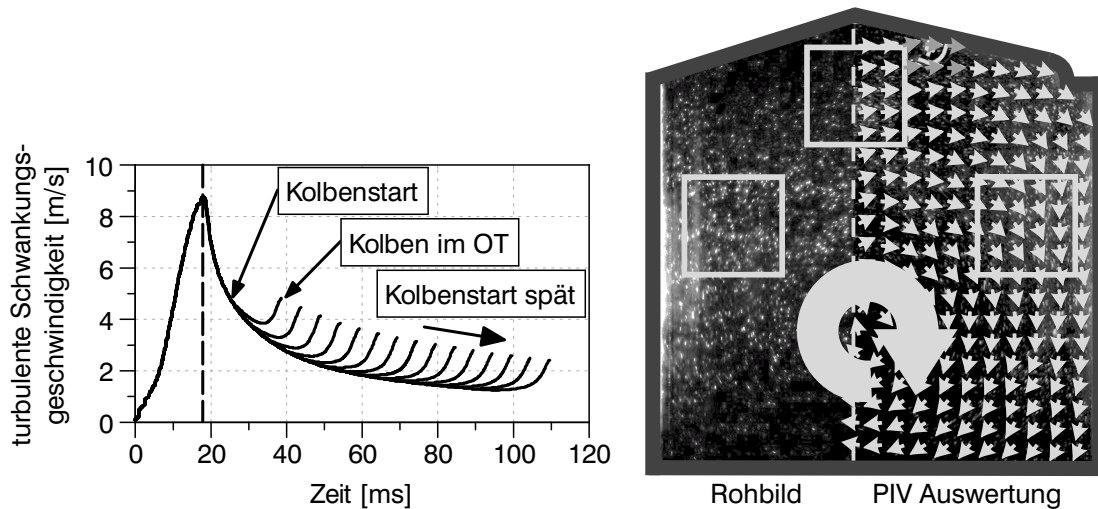 turbulente Schwankungs-
geschwindigkeit [m/s]
10
8
6
4
2
0
Kolbenstart
Kolben im OT
Kolbenstart spät
0 20 40 60 80 100 120
Zeit [ms]
Rohbild PIV Auswertung